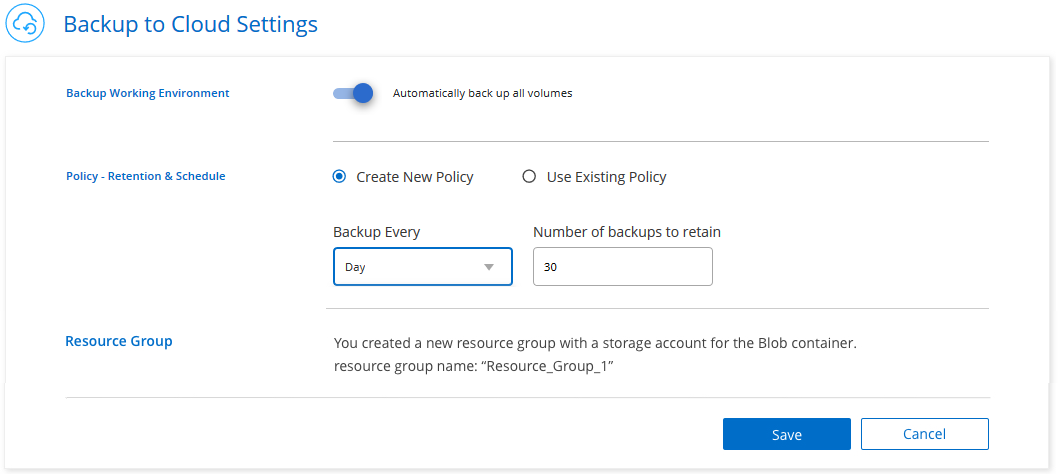 Backup to Cloud Settings
Backup Working Environment
Automatically back up all volumes
Policy - Retention & Schedule
Create New Policy
Use Existing Policy
Backup Every
Number of backups to retain
Day
30
Resource Group
You created a new resource group with a storage account for the Blob container.
resource group name: “Resource_Group_1”
Save
Cancel